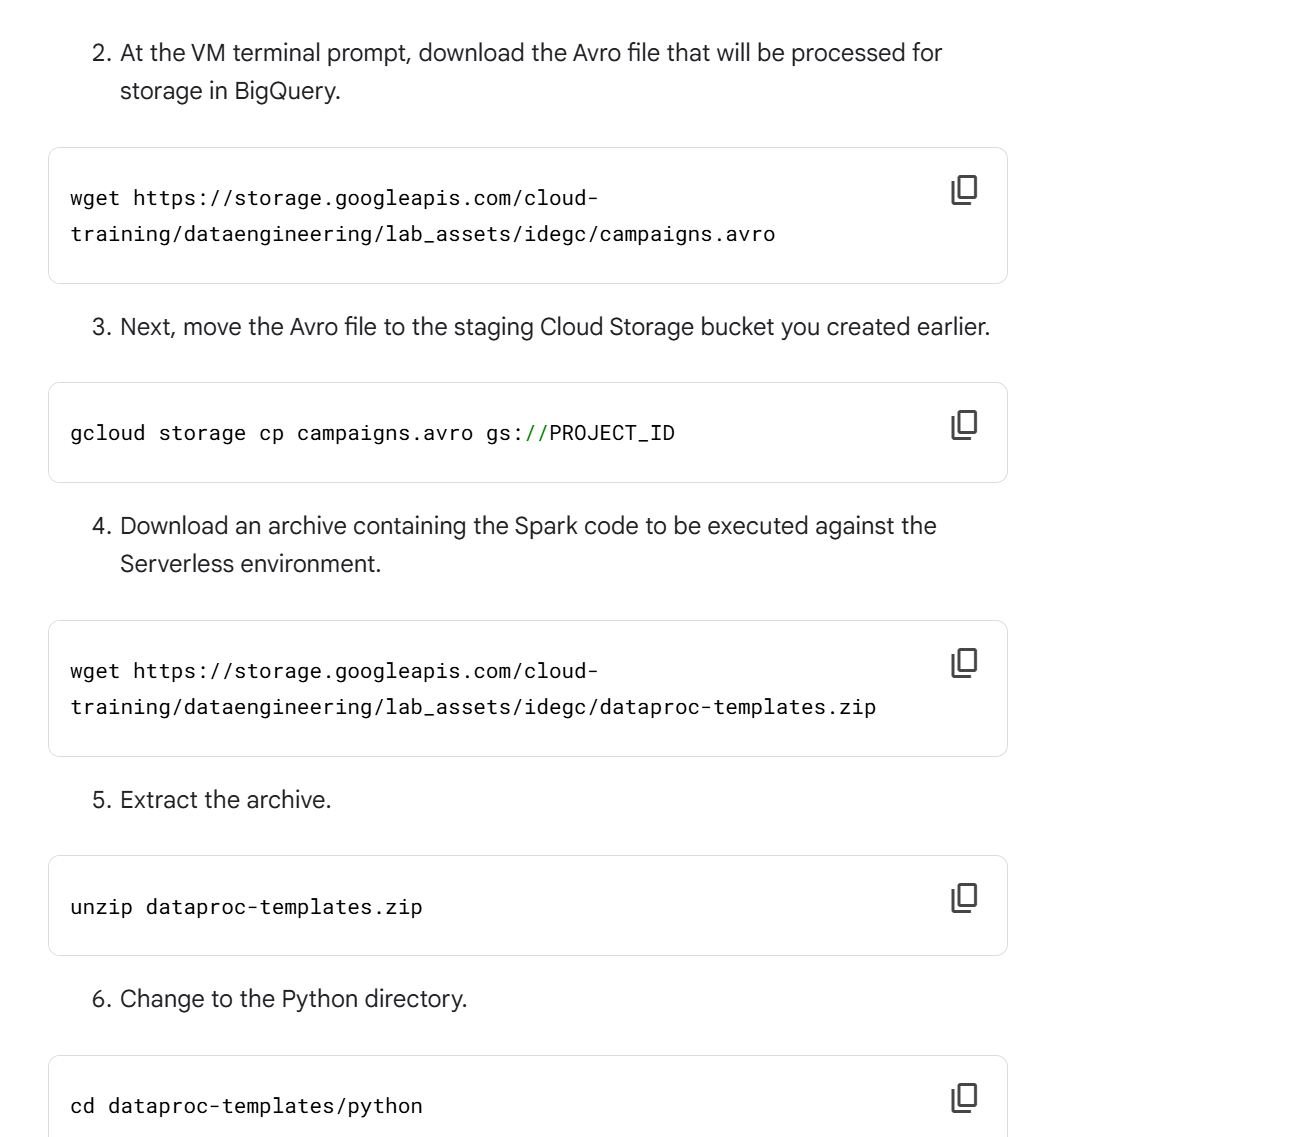 2. At the VM terminal prompt, download the Avro file that will be processed for
storage in BigQuery.
wget https://storage.googleapis.com/cloud-
training/dataengineering/lab_assets/idegc/campaigns.avro
3. Next, move the Avro file to the staging Cloud Storage bucket you created earlier.
gcloud storage cp campaigns.avro gs://PROJECT_ID
4. Download an archive containing the Spark code to be executed against the
Serverless environment.
wget https://storage.googleapis.com/cloud-
training/dataengineering/lab_assets/idegc/dataproc-templates.zip
5. Extract the archive.
unzip dataproc-templates.zip
6. Change to the Python directory.
cd dataproc-templates/python